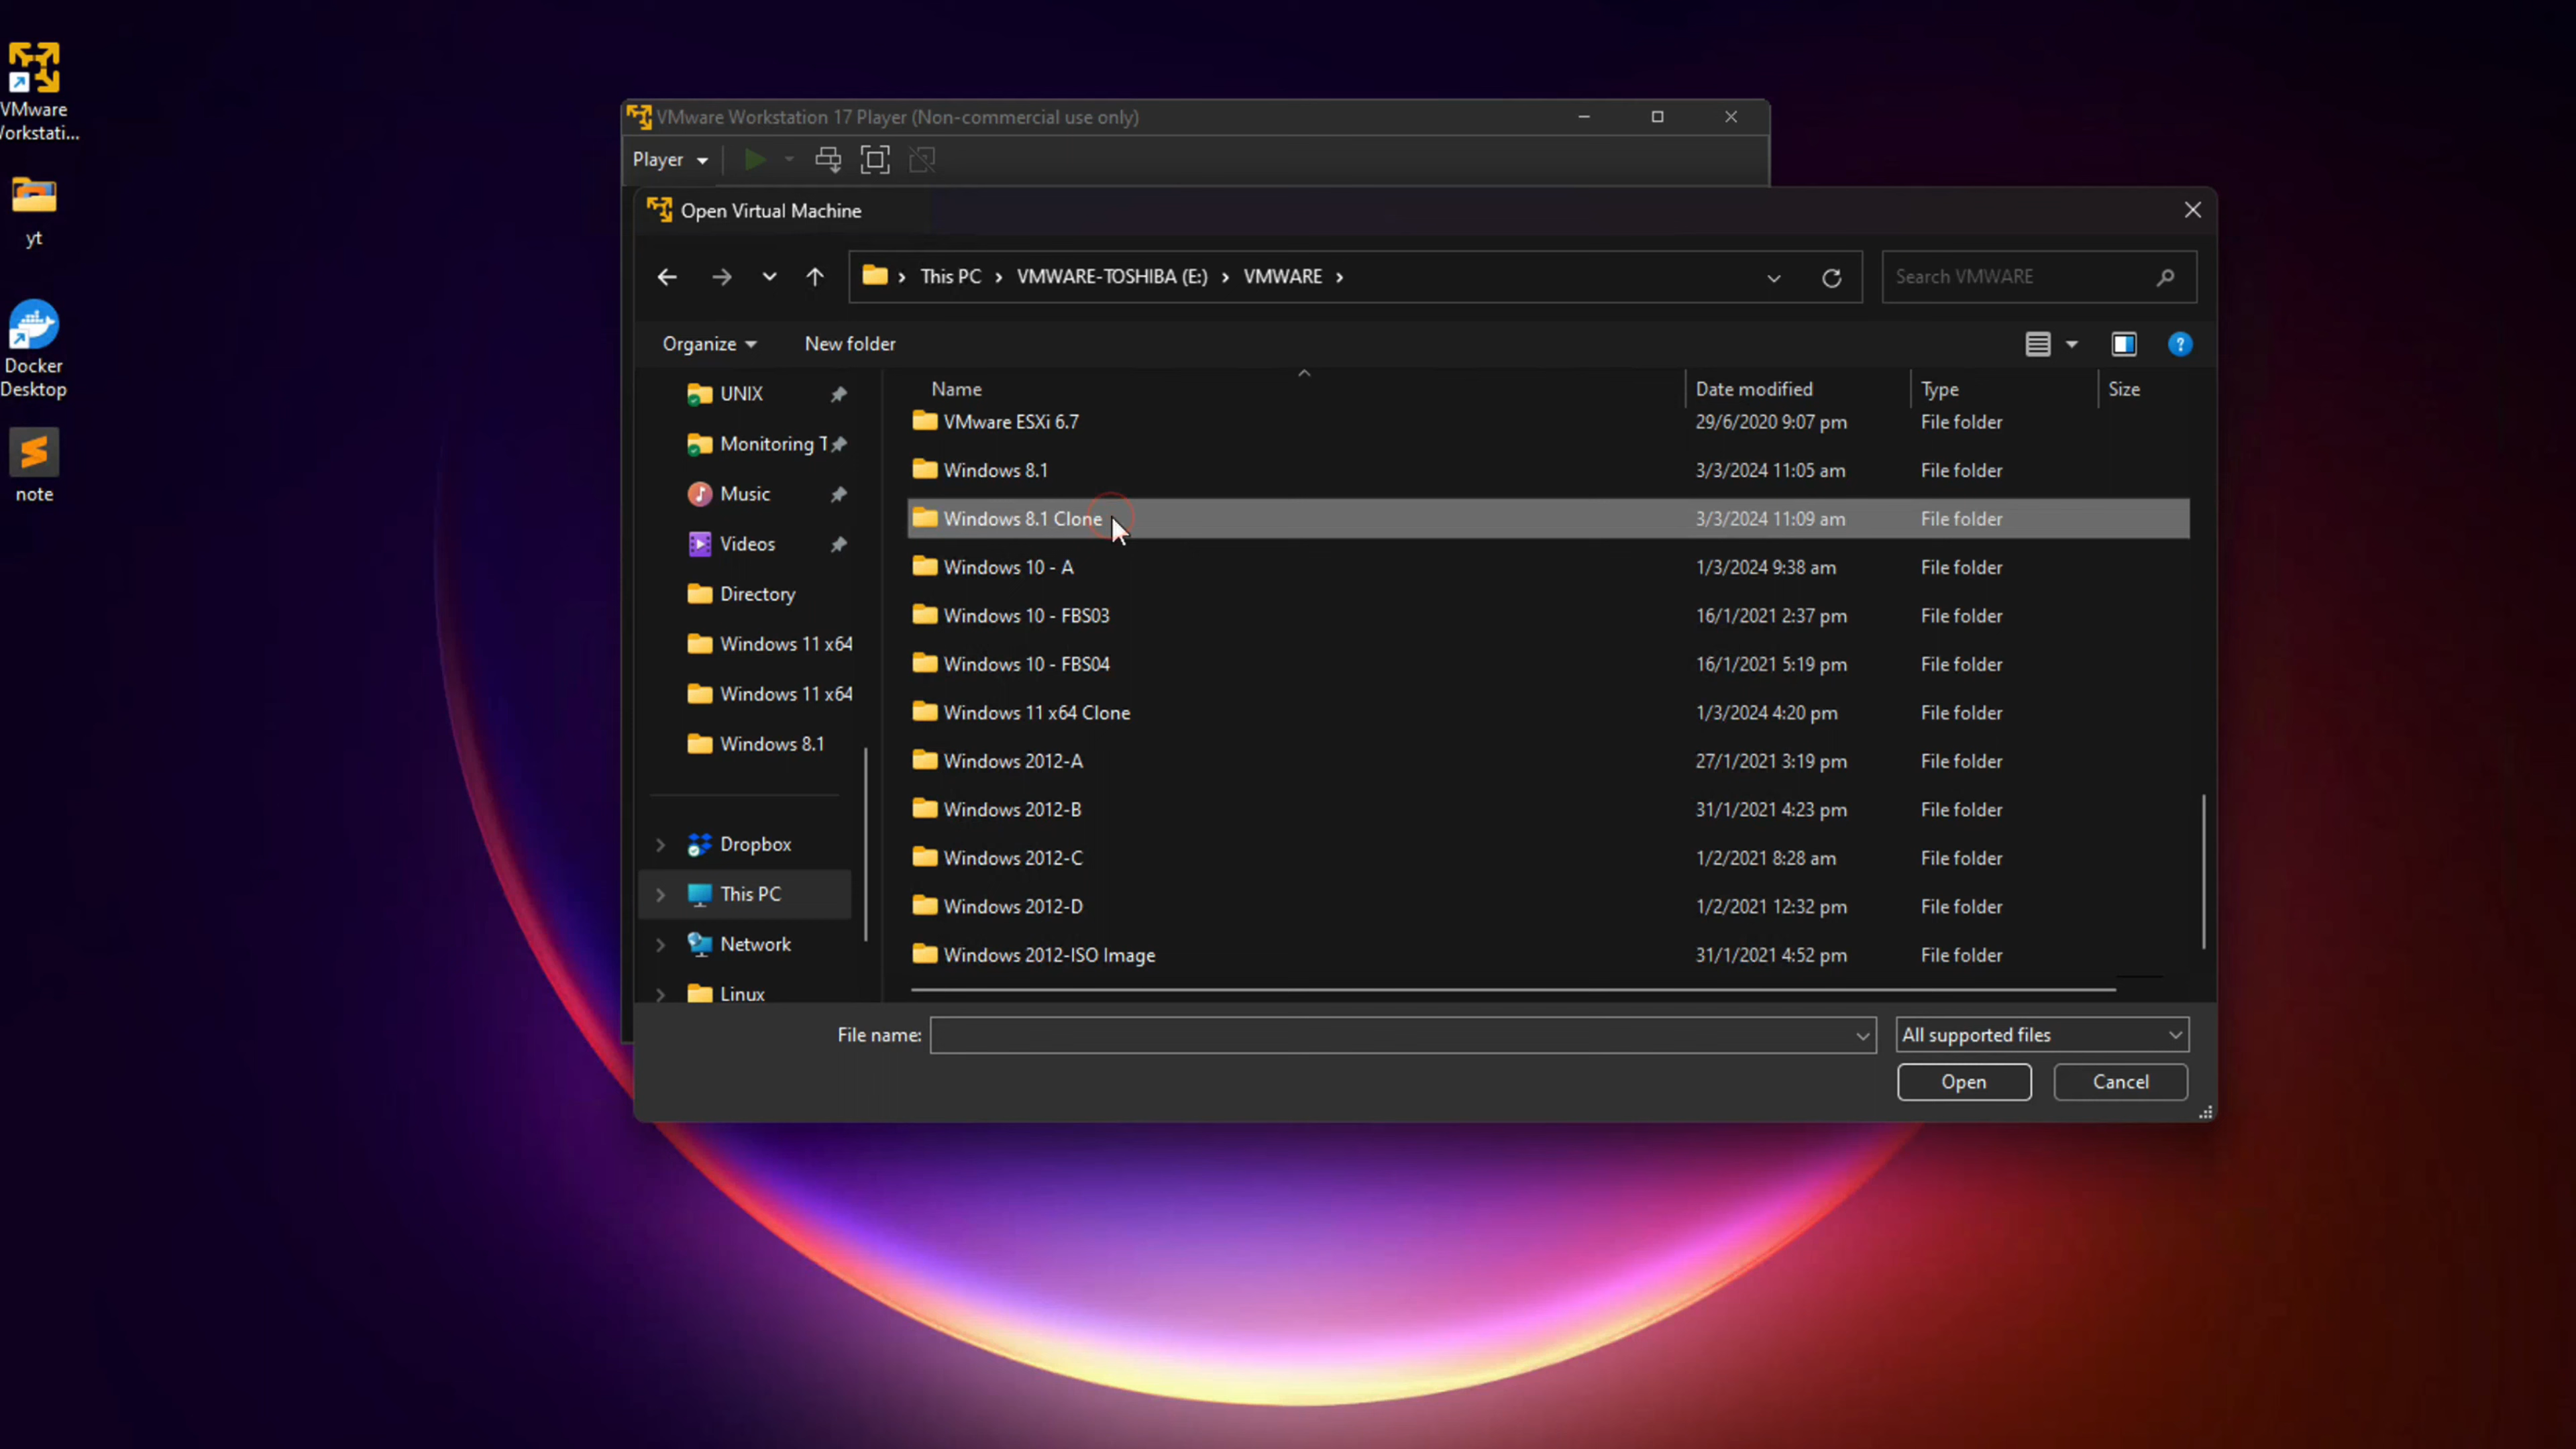 VMware
Workstati...
yt
Docker
Desktop
note
VMware Workstation 17 Player (Non-commercial use only)
Player
Open Virtual Machine
This PC > VMWARE-TOSHIBA (E:) > VMWARE >
Search VMWARE
Organize
New folder
UNIX
Monitoring T
Music
Videos
Directory
Windows 11 x64
Windows 11 x64
Windows 8.1
Dropbox
This PC
Network
Linux
Name Date modified Type Size
VMware ESXi 6.7 29/6/2020 9:07 pm File folder
Windows 8.1 3/3/2024 11:05 am File folder
Windows 8.1 Clone 3/3/2024 11:09 am File folder
Windows 10 - A 1/3/2024 9:38 am File folder
Windows 10 - FBS03 16/1/2021 2:37 pm File folder
Windows 10 - FBS04 16/1/2021 5:19 pm File folder
Windows 11 x64 Clone 1/3/2024 4:20 pm File folder
Windows 2012-A 27/1/2021 3:19 pm File folder
Windows 2012-B 31/1/2021 4:23 pm File folder
Windows 2012-C 1/2/2021 8:28 am File folder
Windows 2012-D 1/2/2021 12:32 pm File folder
Windows 2012-ISO Image 31/1/2021 4:52 pm File folder
File name:
All supported files
Open
Cancel